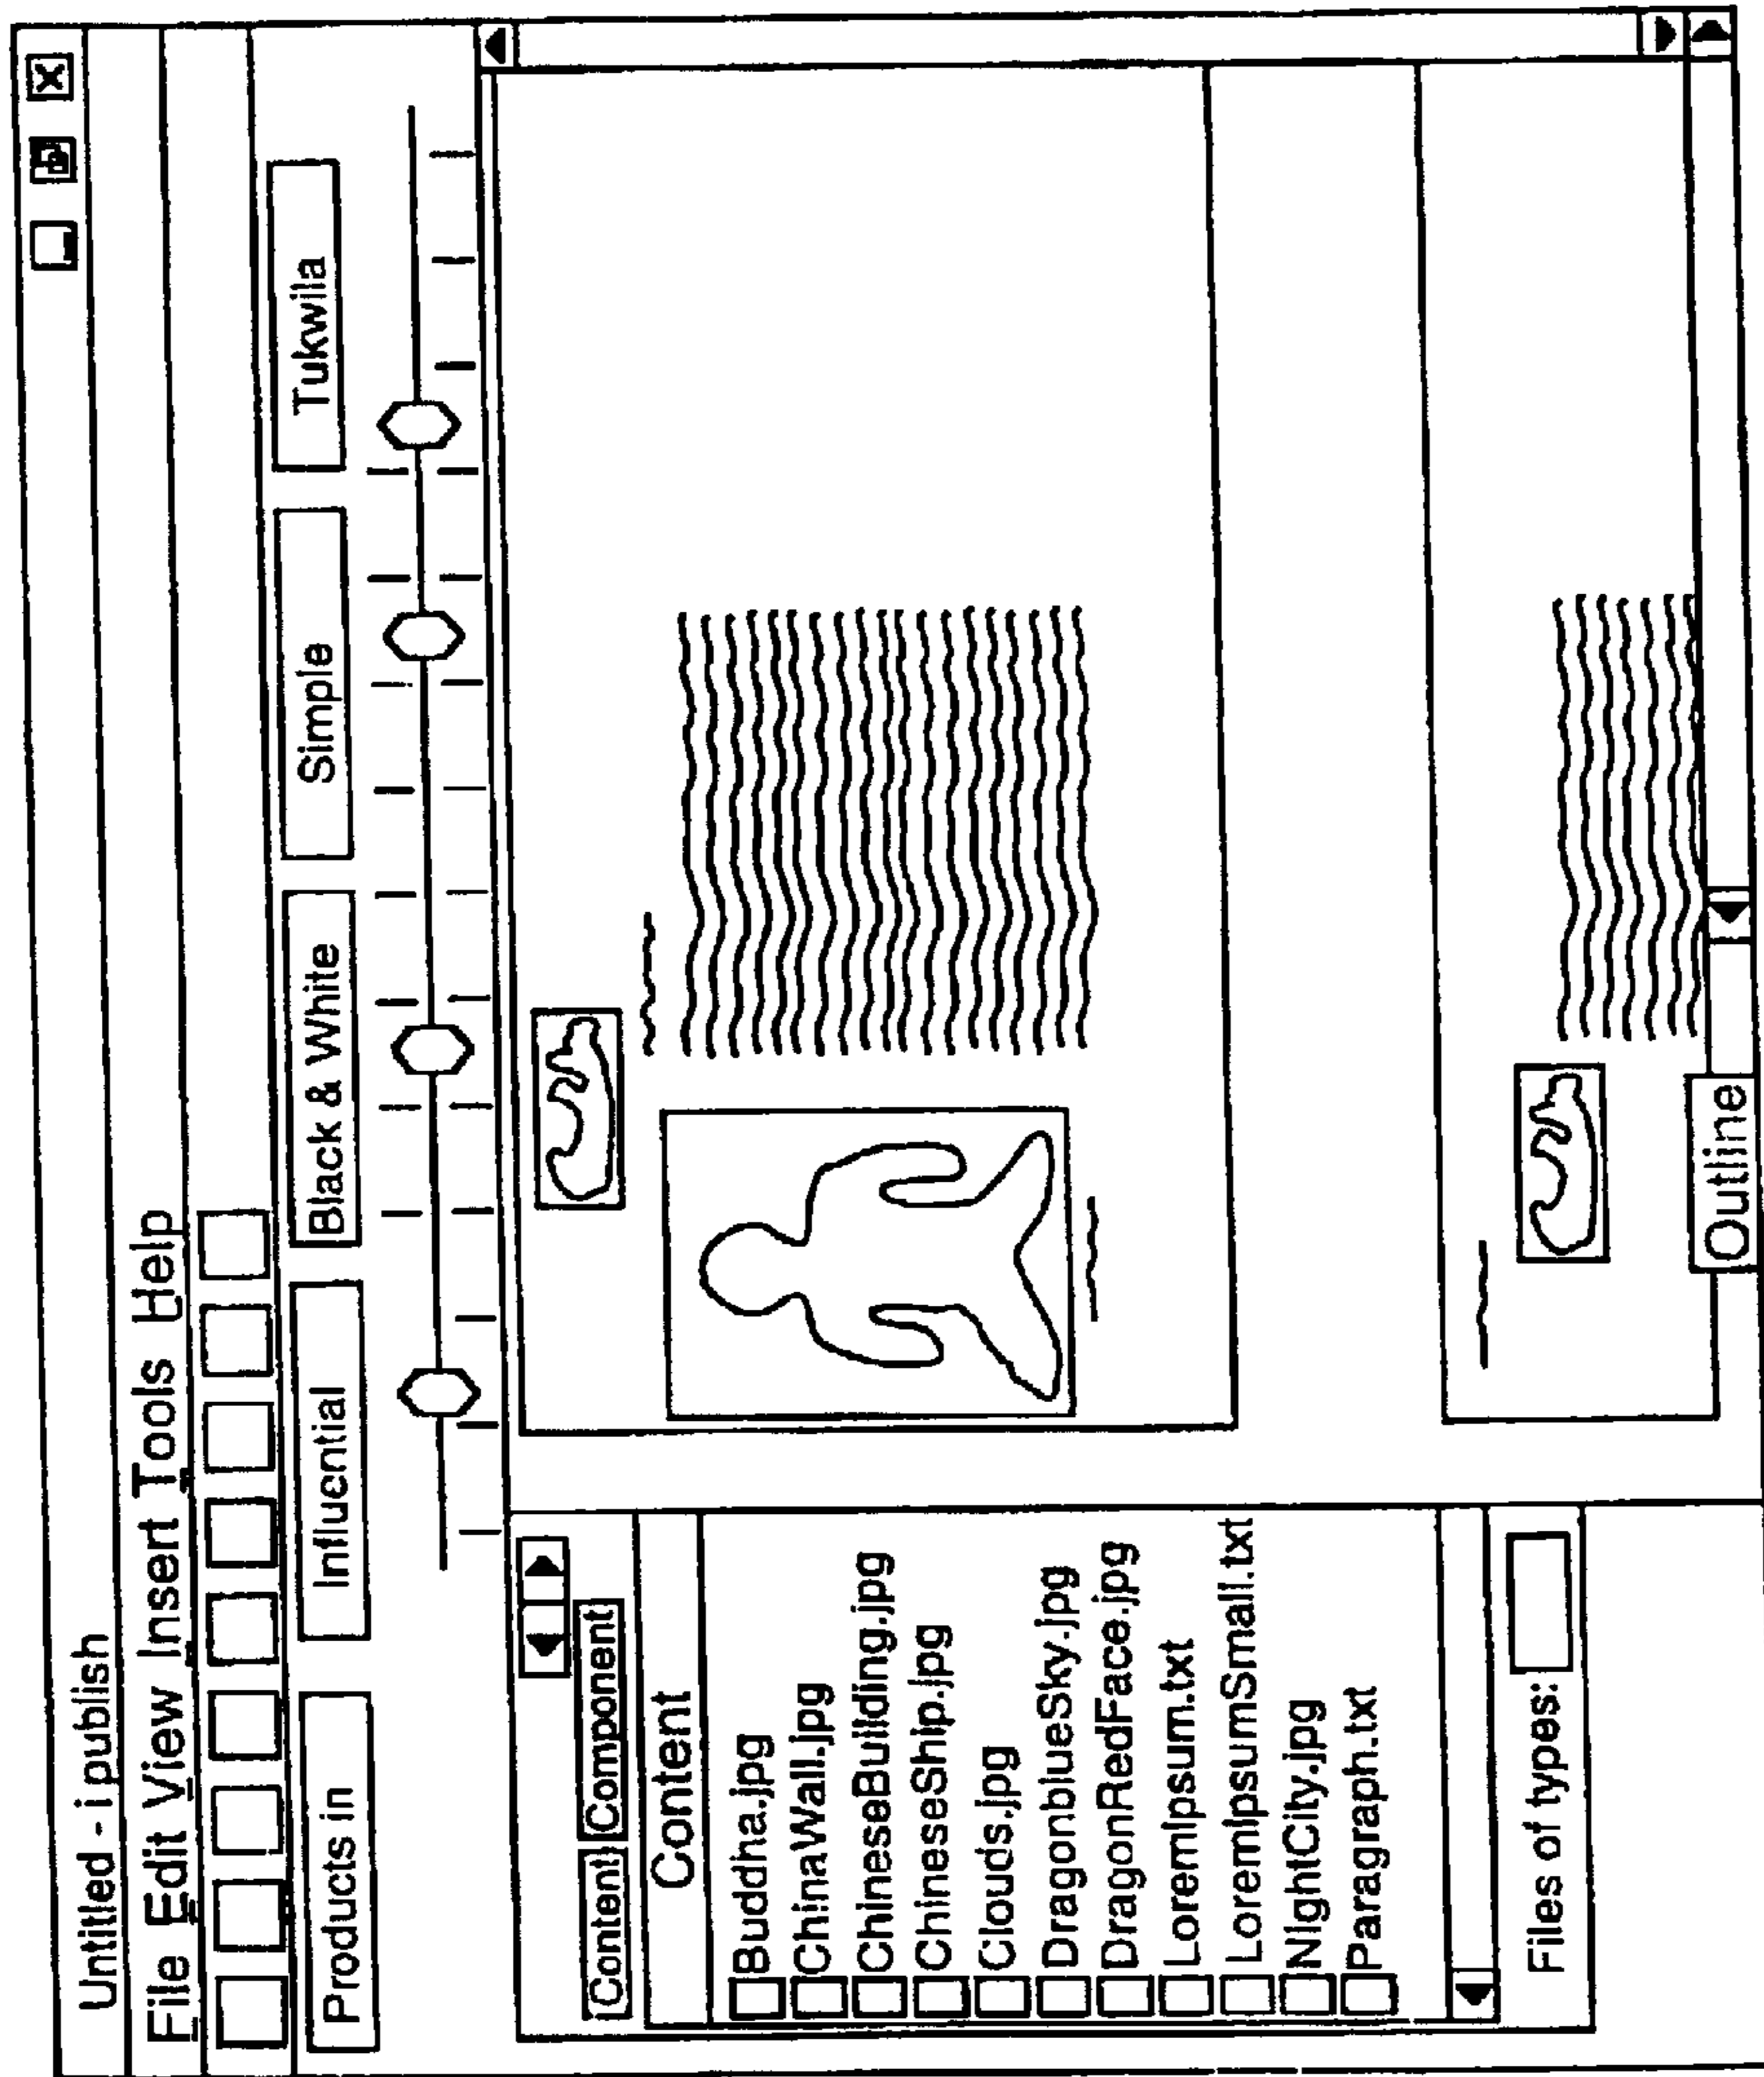 Untitled - i publish
File Edit View Insert Tools Help
Products in Influential Black & White Simple Tukwila
Content Component
Content
Buddha.jpg
ChinaWall.jpg
ChineseBuilding.jpg
ChineseShip.jpg
Clouds.jpg
DragonblueSky.jpg
DragonRedFace.jpg
LoremIpsum.txt
LoremIpsumSmall.txt
NightCity.jpg
Paragraph.txt
Files of types:
Outline